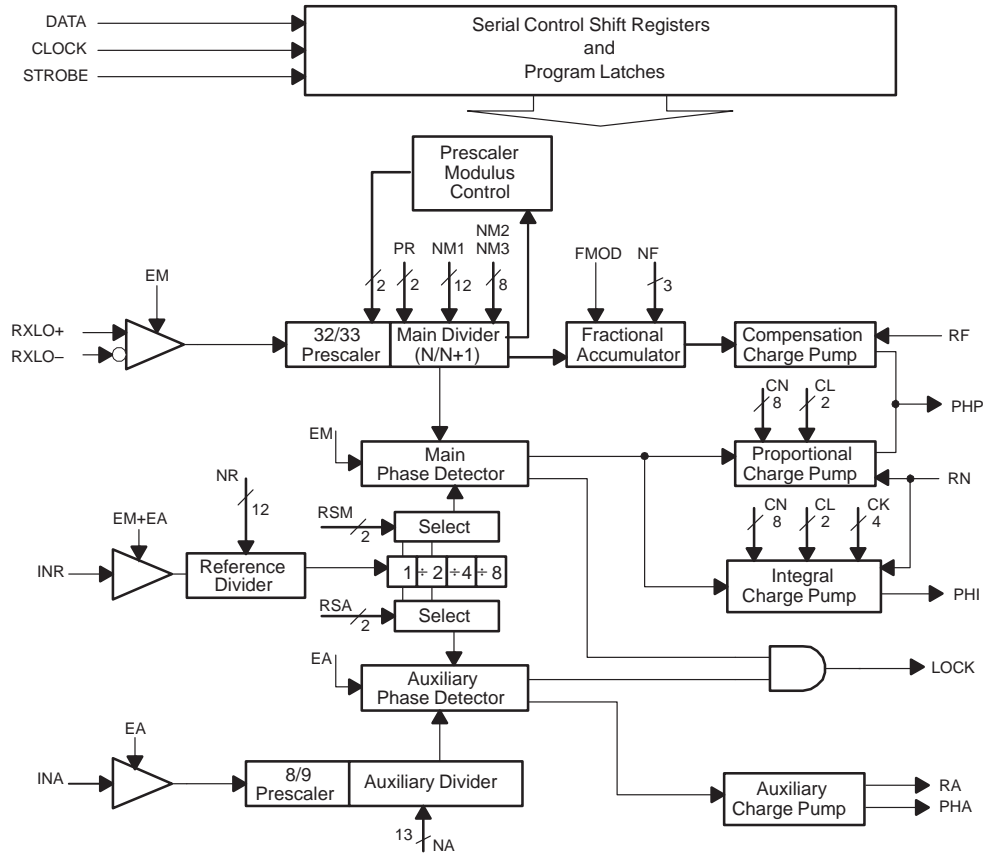 DATA
CLOCK
STROBE
Serial Control Shift Registers
and
Program Latches
Prescaler
Modulus
Control
EM
2
PR
2
NM1
12
NM2
NM3
8
FMOD
NF
3
RXLO+
RXLO–
32/33
Prescaler
Main Divider
(N/N+1)
Fractional
Accumulator
Compensation
Charge Pump
RF
CN
8
CL
2
PHP
EM
Main
Phase Detector
Proportional
Charge Pump
RN
NR
12
EM+EA
RSM
2
Select
CN
8
CL
2
CK
4
INR
Reference
Divider
1
÷ 2
÷ 4
÷ 8
Integral
Charge Pump
PHI
RSA
2
Select
EA
Auxiliary
Phase Detector
LOCK
EA
INA
8/9
Prescaler
Auxiliary Divider
Auxiliary
Charge Pump
RA
PHA
13
NA